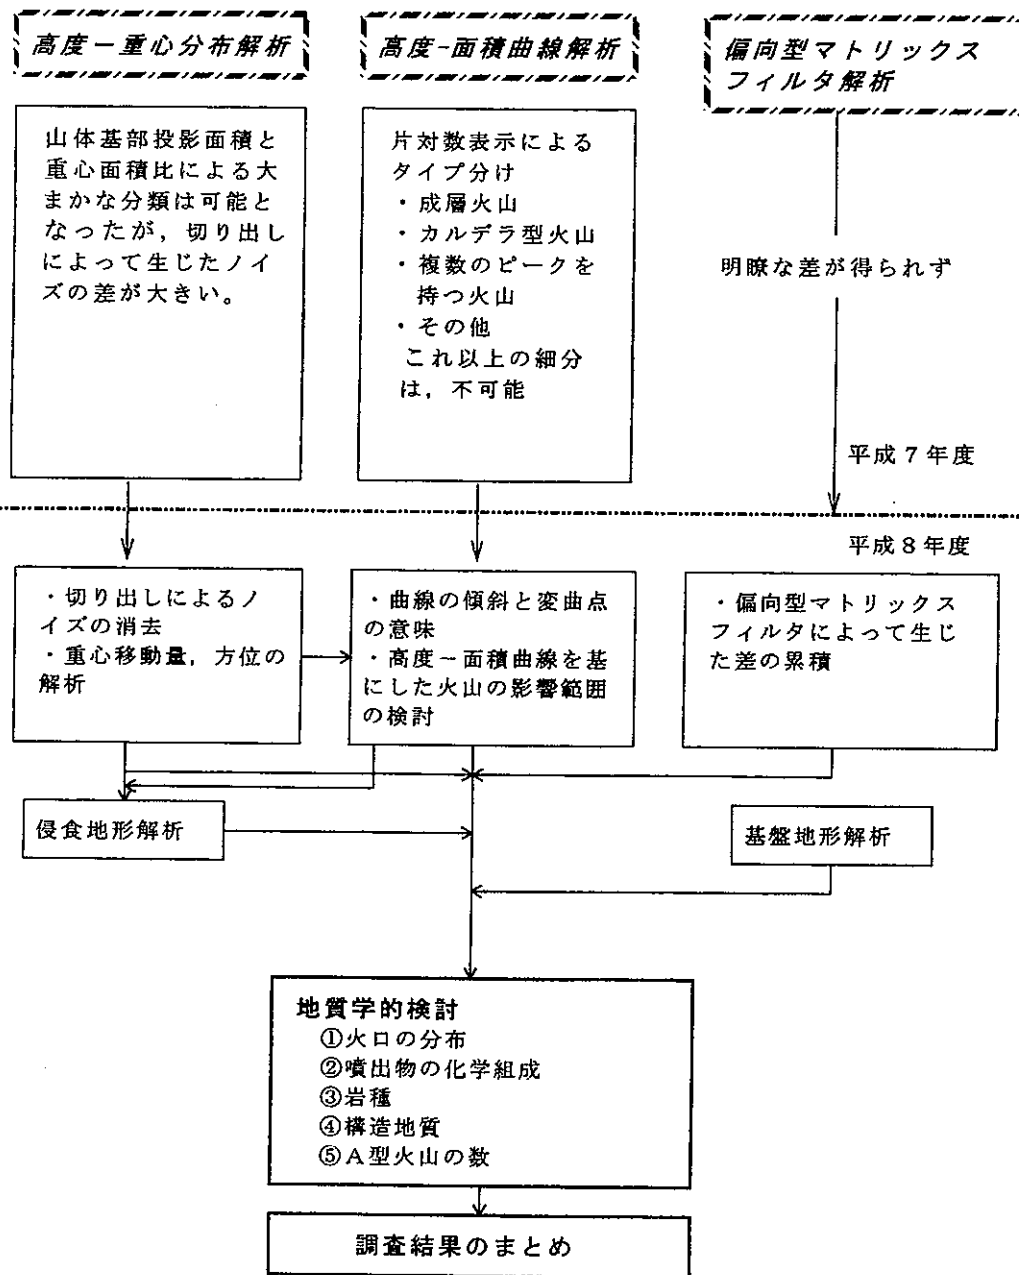 高度－重心分布解析
高度-面積曲線解析
偏向型マトリックス
フィルタ解析
山体基部投影面積と
重心面積比による大
まかな分類は可能と
なったが，切り出し
によって生じたノイ
ズの差が大きい。
片対数表示による
タイプ分け
・成層火山
・カルデラ型火山
・複数のピークを
持つ火山
・その他
これ以上の細分
は，不可能
明瞭な差が得られず
平成７年度
平成８年度
・切り出しによるノ
イズの消去
・重心移動量，方位の
解析
・曲線の傾斜と変曲点
の意味
・高度－面積曲線を基
にした火山の影響範囲
の検討
・偏向型マトリックス
フィルタによって生じ
た差の累積
侵食地形解析
基盤地形解析
地質学的検討
①火口の分布
②噴出物の化学組成
③岩種
④構造地質
⑤Ａ型火山の数
調査結果のまとめ